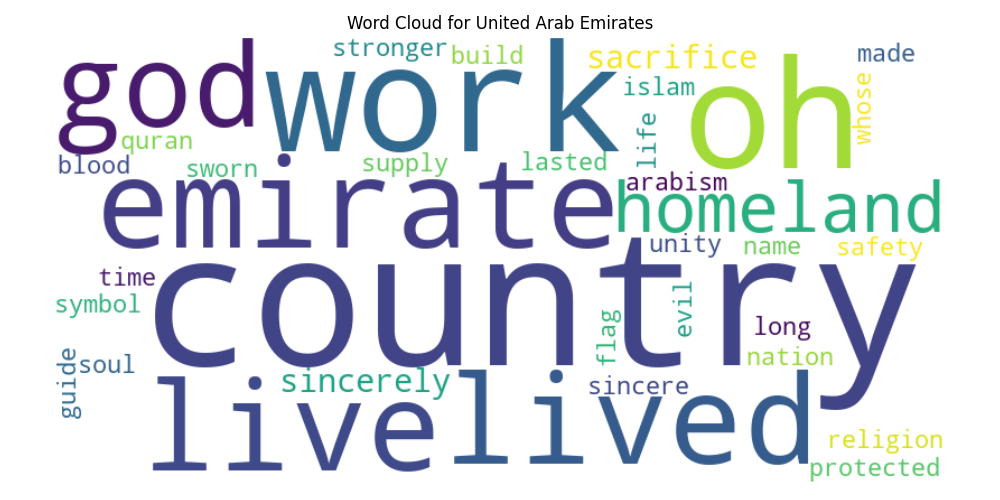 Word Cloud for United Arab Emirates
stronger build sacrifice made
god work oh
islam whose
quran life
blood sworn supply lasted
emirate arabism
homeland
unity name safety
country
time
symbol evil
flag long
nation
guide soul
sincerely sincere
live lived
religion
protected